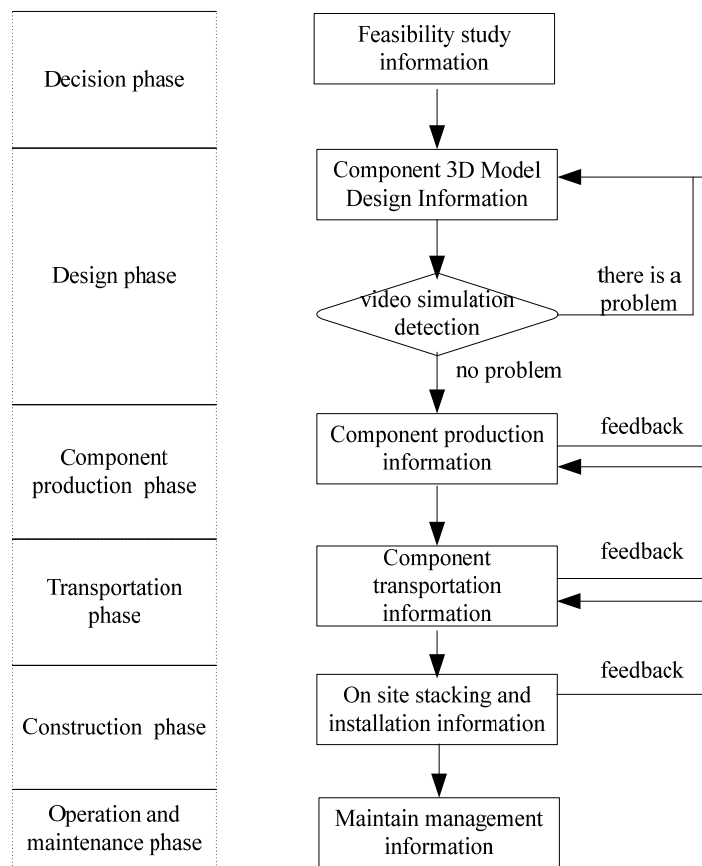 Feasibility study
information
Decision phase
Component 3D Model
Design Information
Design phase
video simulation
detection
there is a
problem
no problem
Component
production phase
Component production
information
feedback
Transportation
phase
Component
transportation
information
feedback
Construction phase
On site stacking and
installation information
feedback
Operation and
maintenance phase
Maintain management
information